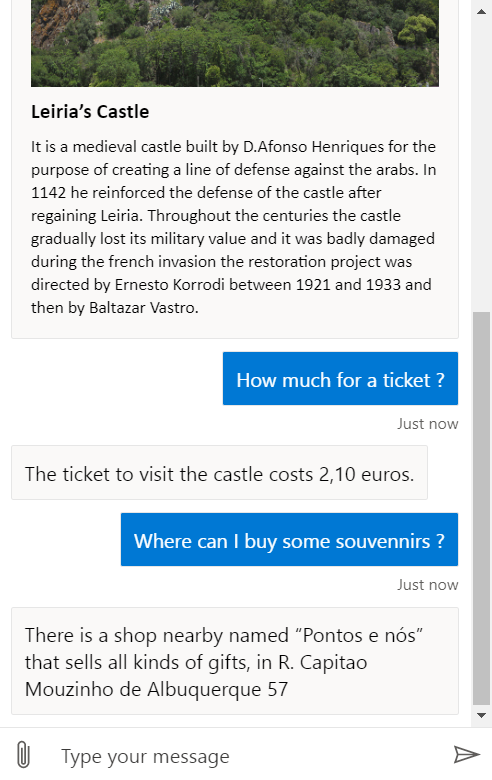 Leiria’s Castle
It is a medieval castle built by D.Afonso Henriques for the
purpose of creating a line of defense against the arabs. In
1142 he reinforced the defense of the castle after
regaining Leiria. Throughout the centuries the castle
gradually lost its military value and it was badly damaged
during the french invasion the restoration project was
directed by Ernesto Korrodi between 1921 and 1933 and
then by Baltazar Vastro.
How much for a ticket ?
Just now
The ticket to visit the castle costs 2,10 euros.
Where can I buy some souvennirs ?
Just now
There is a shop nearby named “Pontos e nós”
that sells all kinds of gifts, in R. Capitao
Mouzinho de Albuquerque 57
Type your message